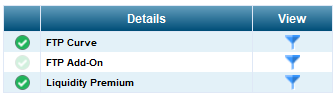 Details View
FTP Curve
FTP Add-On
Liquidity Premium